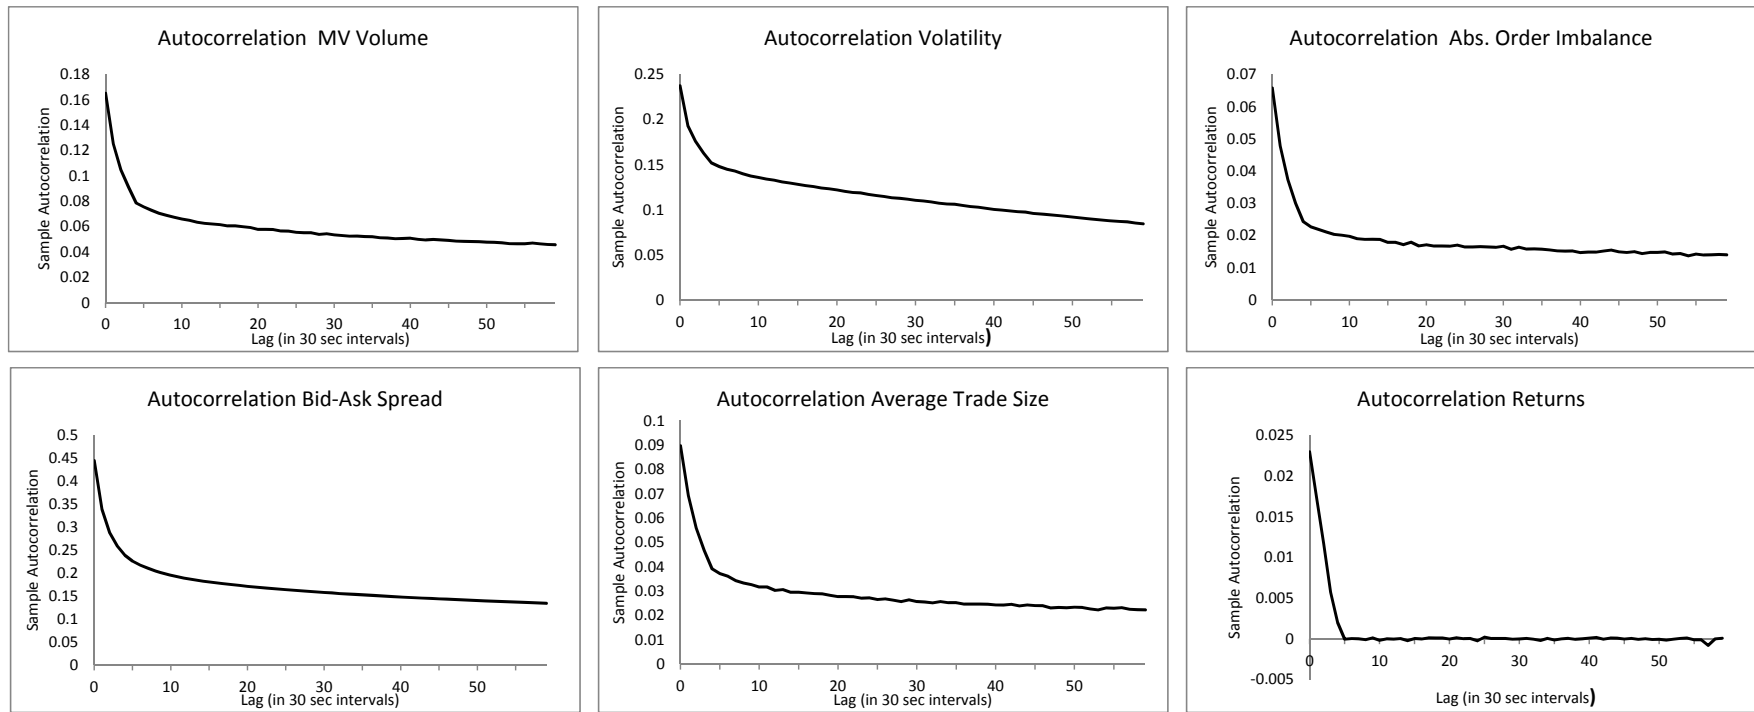 Autocorrelation MV Volume
Sample Autocorrelation
0.18
0.16
0.14
0.12
0.1
0.08
0.06
0.04
0.02
0
0 10 20 30 40 50
Lag (in 30 sec intervals)
Autocorrelation Volatility
Sample Autocorrelation
0.25
0.2
0.15
0.1
0.05
0
0 10 20 30 40 50
Lag (in 30 sec intervals)
Autocorrelation Abs. Order Imbalance
Sample Autocorrelation
0.07
0.06
0.05
0.04
0.03
0.02
0.01
0
0 10 20 30 40 50
Lag (in 30 sec intervals)
Autocorrelation Bid-Ask Spread
Sample Autocorrelation
0.5
0.45
0.4
0.35
0.3
0.25
0.2
0.15
0.1
0.05
0
0 10 20 30 40 50
Lag (in 30 sec intervals)
Autocorrelation Average Trade Size
Sample Autocorrelation
0.1
0.09
0.08
0.07
0.06
0.05
0.04
0.03
0.02
0.01
0
0 10 20 30 40 50
Lag (in 30 sec intervals)
Autocorrelation Returns
Sample Autocorrelation
0.025
0.02
0.015
0.01
0.005
0
-0.005
0 10 20 30 40 50
Lag (in 30 sec intervals)